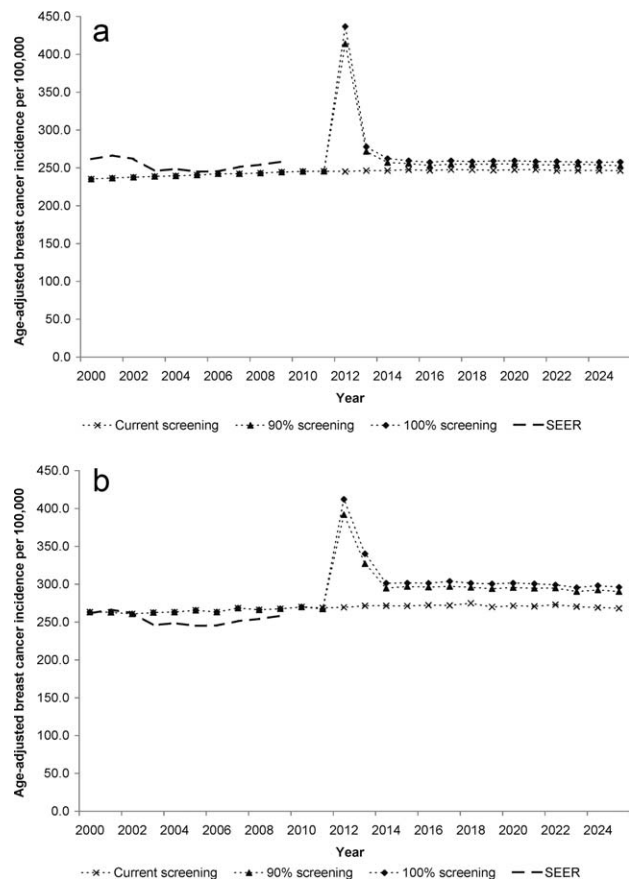 a
Age-adjusted breast cancer incidence per 100,000
450.0
400.0
350.0
300.0
250.0
200.0
150.0
100.0
50.0
0.0
2000 2002 2004 2006 2008 2010 2012 2014 2016 2018 2020 2022 2024
Year
Current screening 90% screening 100% screening SEER
b
Age-adjusted breast cancer incidence per 100,000
450.0
400.0
350.0
300.0
250.0
200.0
150.0
100.0
50.0
0.0
2000 2002 2004 2006 2008 2010 2012 2014 2016 2018 2020 2022 2024
Year
Current screening 90% screening 100% screening SEER